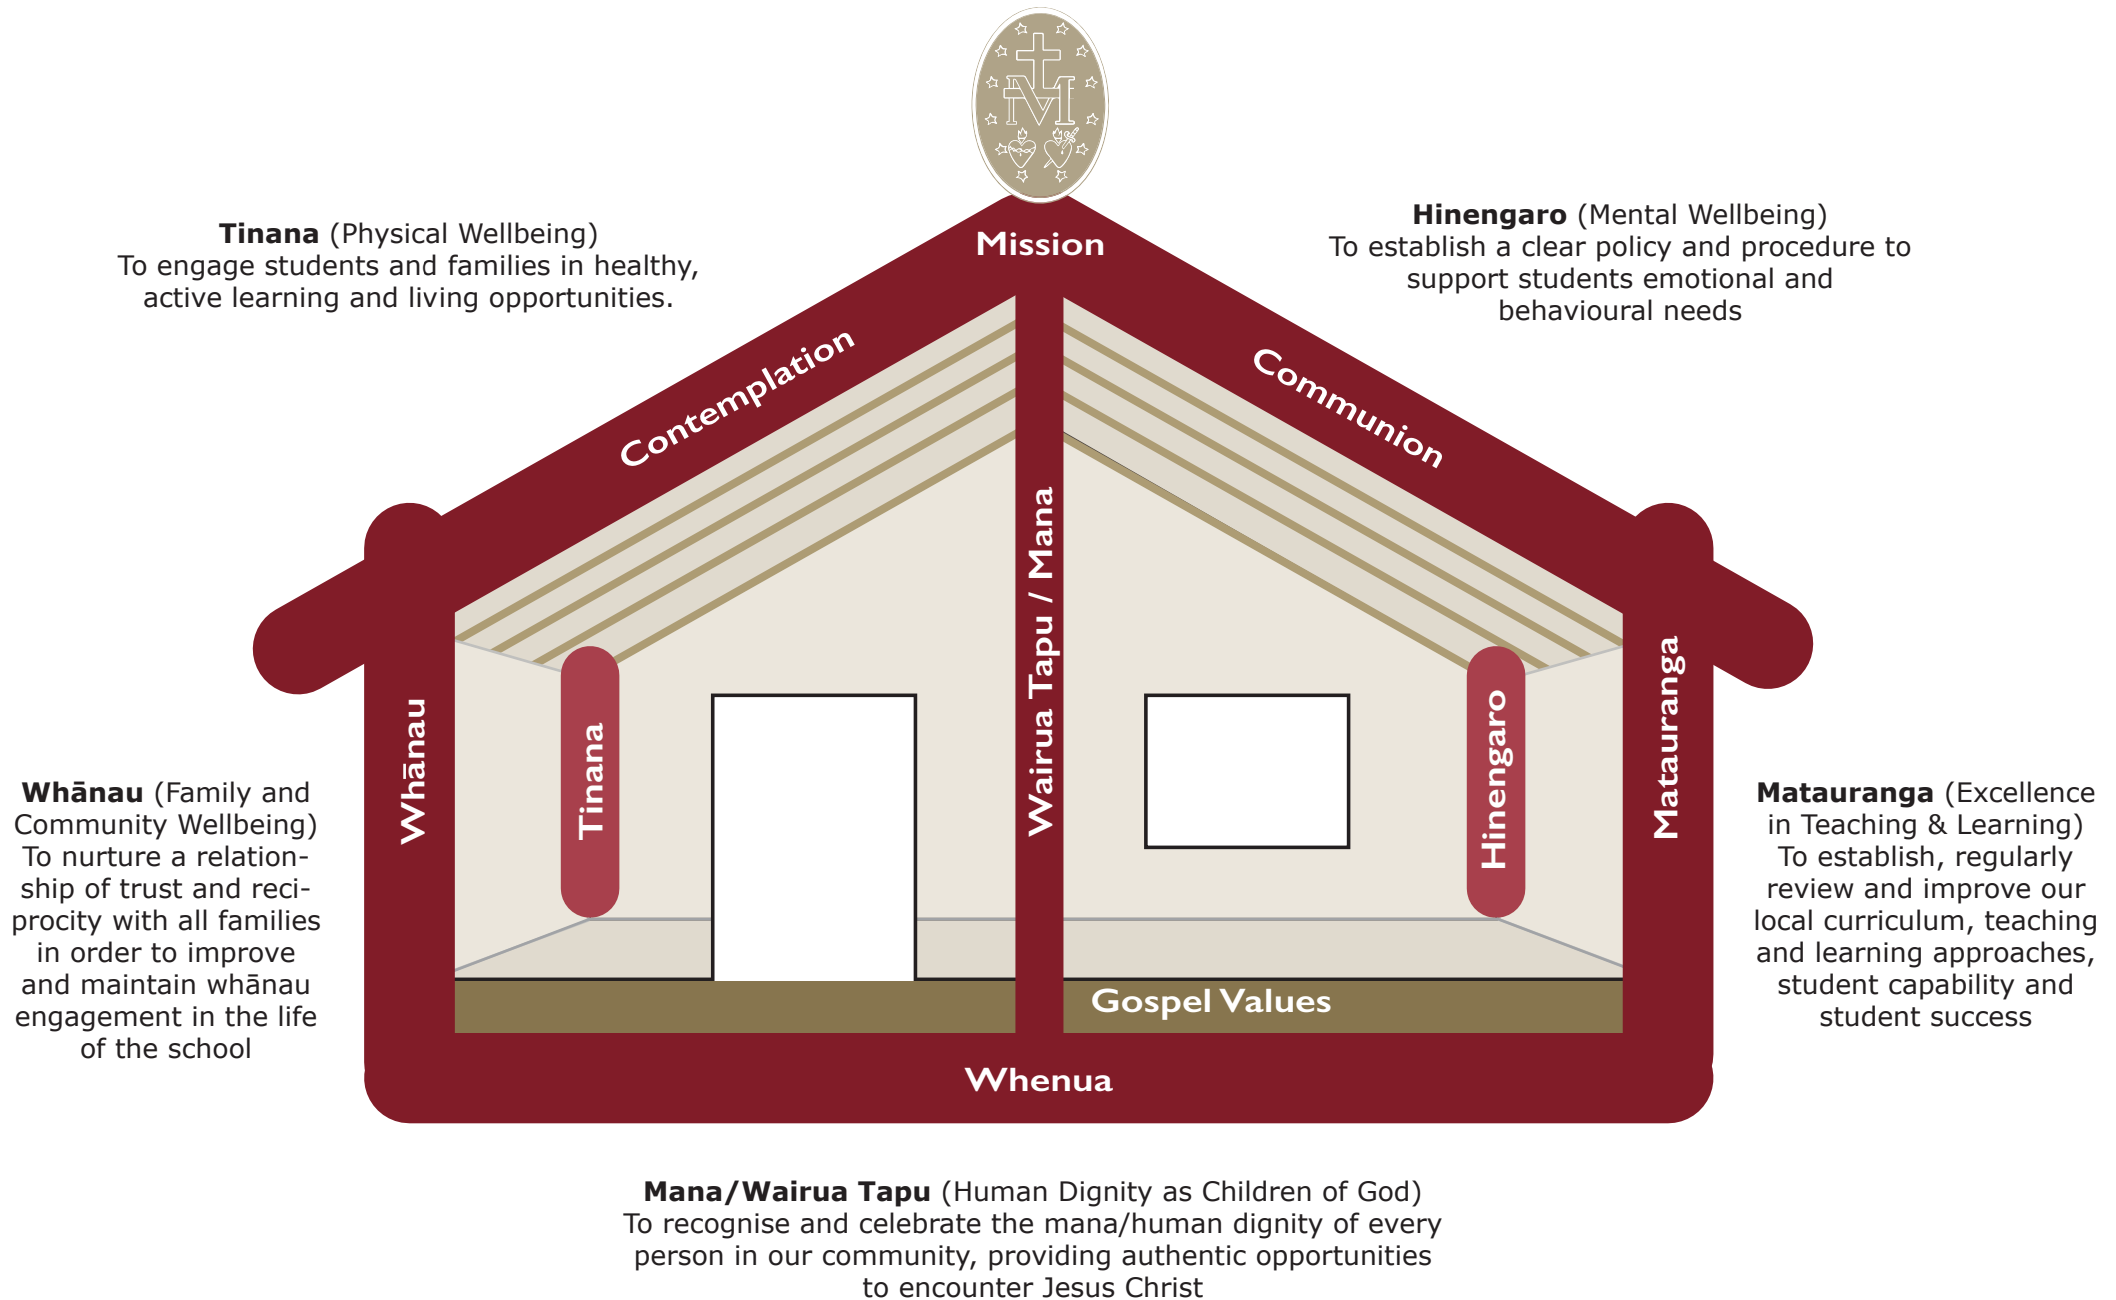 Tinana (Physical Wellbeing)
To engage students and families in healthy,
active learning and living opportunities.
Hinengaro (Mental Wellbeing)
To establish a clear policy and procedure to
support students emotional and
behavioural needs
M
Mission
Contemplation
Communion
Whānau
Tinana
Wairua Tapu / Mana
Hinengaro
Matauranga
Whānau (Family and
Community Wellbeing)
To nurture a relation-
ship of trust and reci-
procity with all families
in order to improve
and maintain whānau
engagement in the life
of the school
Matauranga (Excellence
in Teaching & Learning)
To establish, regularly
review and improve our
local curriculum, teaching
and learning approaches,
student capability and
student success
Gospel Values
Whenua
Mana/Wairua Tapu (Human Dignity as Children of God)
To recognise and celebrate the mana/human dignity of every
person in our community, providing authentic opportunities
to encounter Jesus Christ